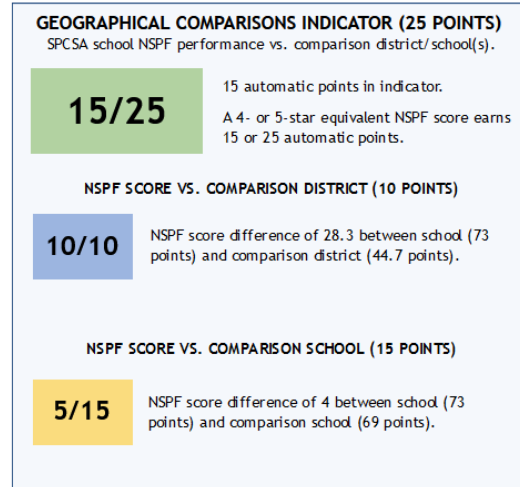 GEOGRAPHICAL COMPARISONS INDICATOR (25 POINTS)
SPCSA school NSPF performance vs. comparison district/school(s).
15/25
15 automatic points in indicator.
A 4- or 5-star equivalent NSPF score earns
15 or 25 automatic points.
NSPF SCORE VS. COMPARISON DISTRICT (10 POINTS)
10/10
NSPF score difference of 28.3 between school (73
points) and comparison district (44.7 points).
NSPF SCORE VS. COMPARISON SCHOOL (15 POINTS)
5/15
NSPF score difference of 4 between school (73
points) and comparison school (69 points).